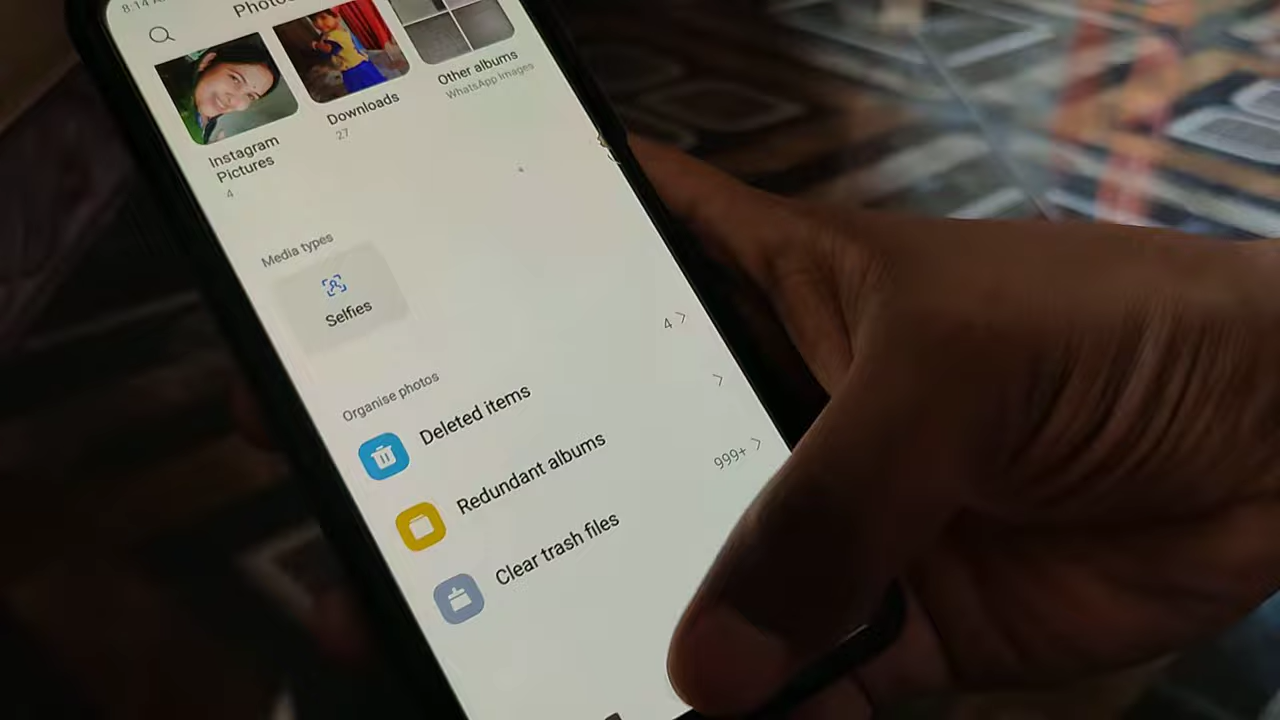 8:14
Photos
Instagram
Pictures
4
Downloads
27
Other albums
WhatsApp Images
Media types
Selfies
Organise photos
Deleted items
4
Redundant albums
Clear trash files
999+